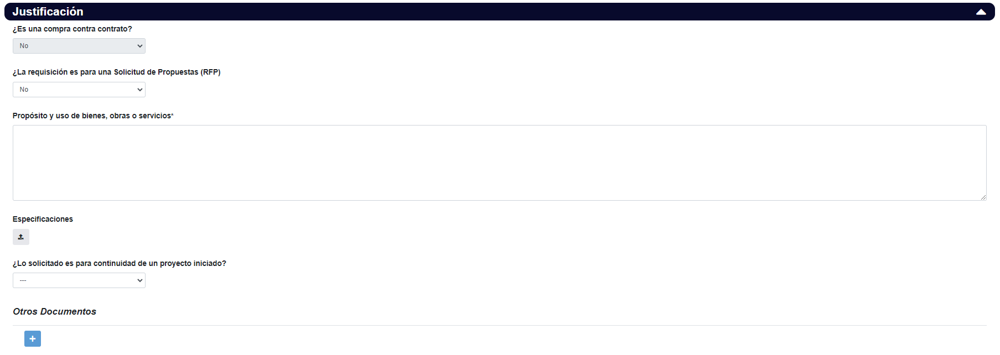 Justificación
¿Es una compra contra contrato?
No
¿La requisición es para una Solicitud de Propuestas (RFP)
No
Propósito y uso de bienes, obras o servicios*
Especificaciones
¿Lo solicitado es para continuidad de un proyecto iniciado?
---
Otros Documentos
+